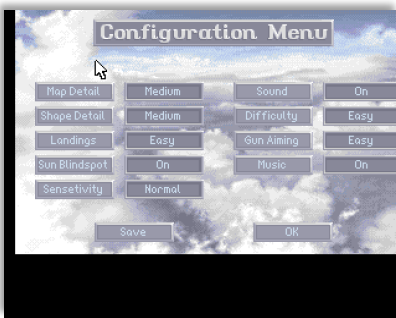 Configuration Menu
Map Detail Medium Sound On
Shape Detail Medium Difficulty Easy
Landings Easy Gun Aiming Easy
Sun Blindspot On Music On
Sensetivity Normal
Save OK